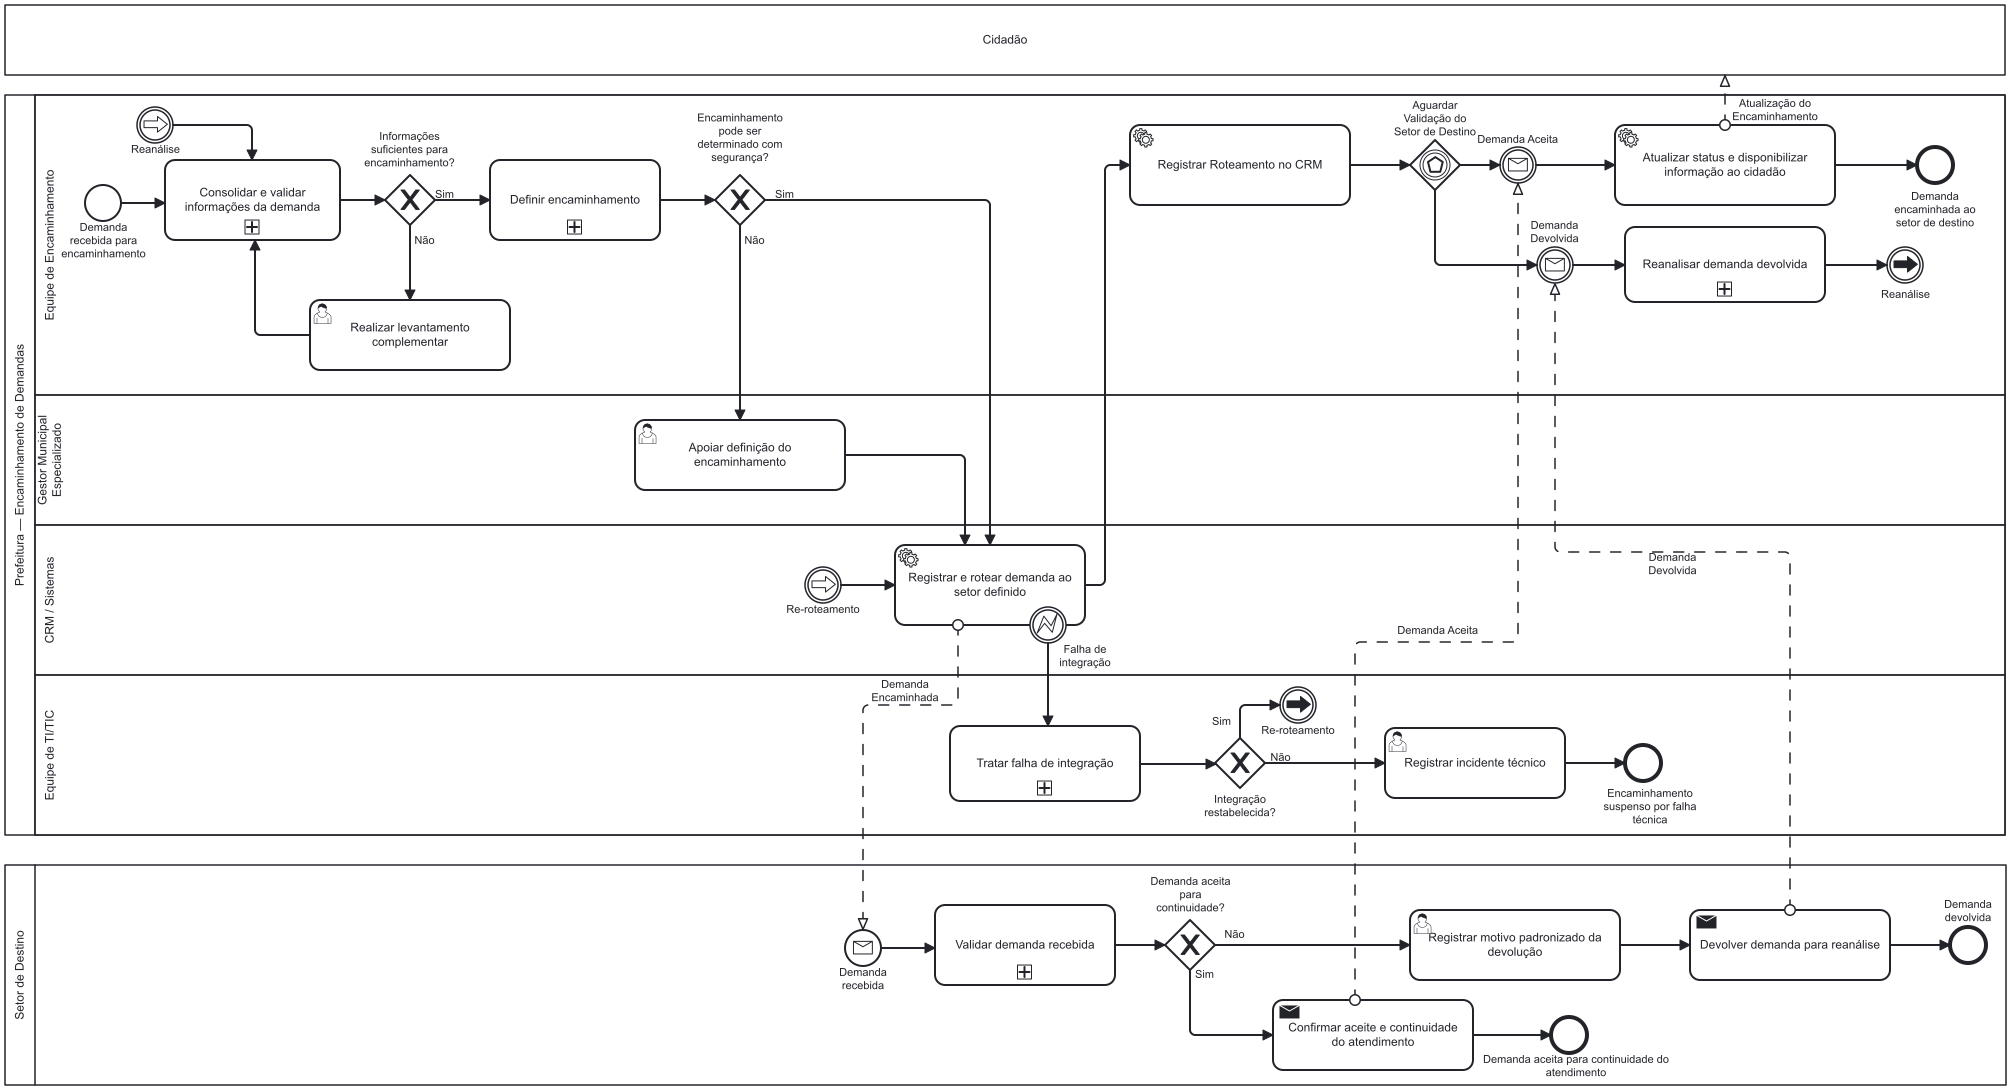 Cidadão
Prefeitura — Encaminhamento de Demandas
Equipe de Encaminhamento
Reanálise
Demanda
recebida para
encaminhamento
Consolidar e validar
informações da demanda
Informações
suficientes para
encaminhamento?
Sim
Não
Realizar levantamento
complementar
Definir encaminhamento
Encaminhamento
pode ser
determinado com
segurança?
Sim
Não
Registrar Roteamento no CRM
Aguardar
Validação do
Setor de Destino
Demanda Aceita
Demanda
Devolvida
Atualização do
Encaminhamento
Atualizar status e disponibilizar
informação ao cidadão
Demanda
encaminhada ao
setor de destino
Reanalisar demanda devolvida
Reanálise
Gestor Municipal
Especializado
Apoiar definição do
encaminhamento
CRM / Sistemas
Re-roteamento
Registrar e rotear demanda ao
setor definido
Falha de
integração
Demanda Aceita
Demanda
Devolvida
Equipe de TI/TIC
Demanda
Encaminhada
Tratar falha de integração
Sim
Não
Integração
restabelecida?
Re-roteamento
Registrar incidente técnico
Encaminhamento
suspenso por falha
técnica
Setor de Destino
Demanda
recebida
Validar demanda recebida
Demanda aceita
para
continuidade?
Não
Sim
Registrar motivo padronizado da
devolução
Devolver demanda para reanálise
Demanda
devolvida
Confirmar aceite e continuidade
do atendimento
Demanda aceita para continuidade do
atendimento